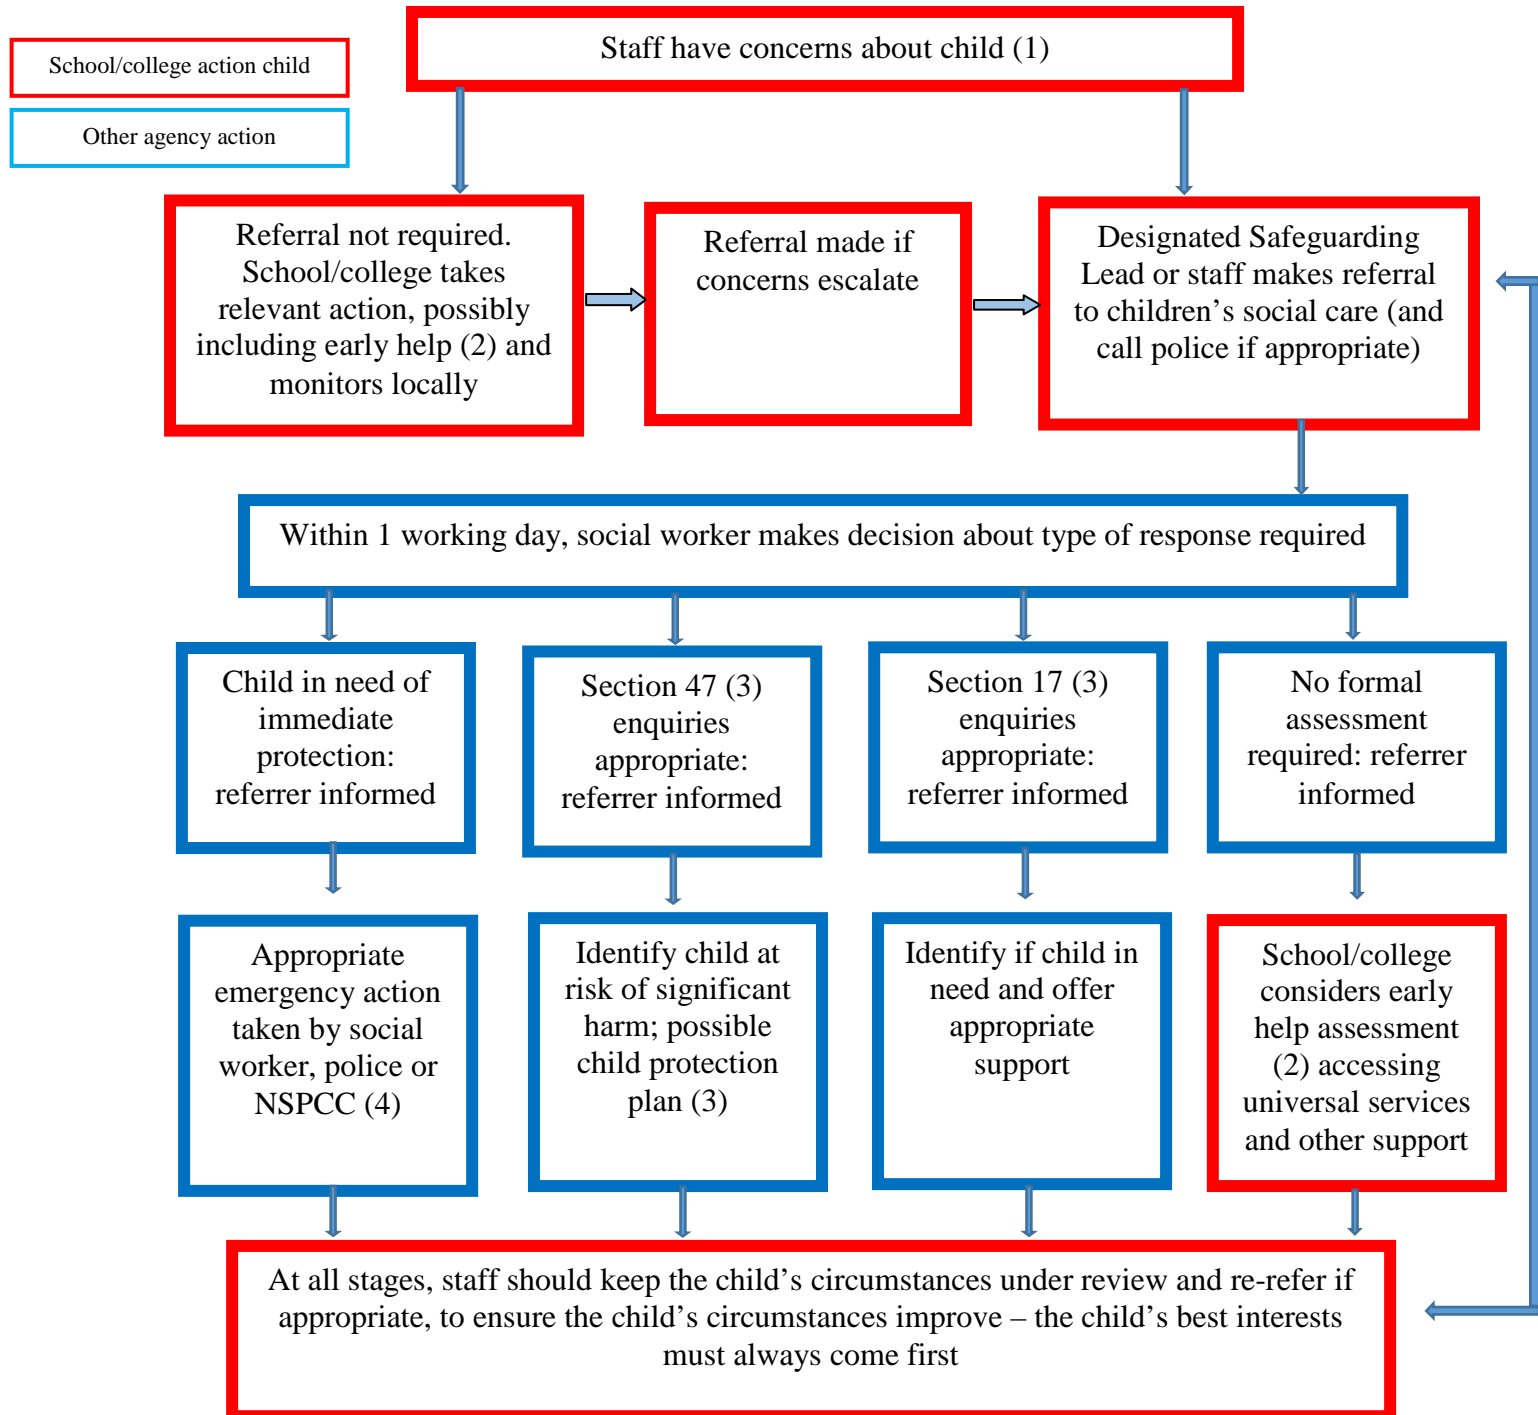 Staff have concerns about child (1)
School/college action child
Other agency action
Referral not required.
School/college takes
relevant action, possibly
including early help (2) and
monitors locally
Referral made if
concerns escalate
Designated Safeguarding
Lead or staff makes referral
to children’s social care (and
call police if appropriate)
Within 1 working day, social worker makes decision about type of response required
Child in need of
immediate
protection:
referrer informed
Section 47 (3)
enquiries
appropriate:
referrer informed
Section 17 (3)
enquiries
appropriate:
referrer informed
No formal
assessment
required: referrer
informed
Appropriate
emergency action
taken by social
worker, police or
NSPCC (4)
Identify child at
risk of significant
harm; possible
child protection
plan (3)
Identify if child in
need and offer
appropriate
support
School/college
considers early
help assessment
(2) accessing
universal services
and other support
At all stages, staff should keep the child’s circumstances under review and re-refer if
appropriate, to ensure the child’s circumstances improve – the child’s best interests
must always come first